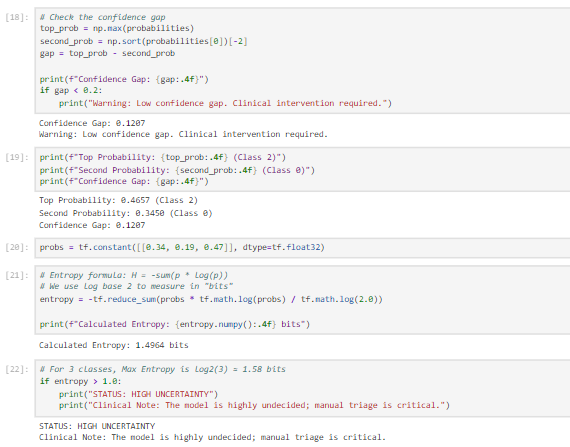 [18]:
# Check the confidence gap
top_prob = np.max(probabilities)
second_prob = np.sort(probabilities[0])[-2]
gap = top_prob - second_prob
print(f"Confidence Gap: {gap:.4f}")
if gap < 0.2:
    print("Warning: Low confidence gap. Clinical intervention required.")
Confidence Gap: 0.1207
Warning: Low confidence gap. Clinical intervention required.
[19]:
print(f"Top Probability: {top_prob:.4f} (Class 2)")
print(f"Second Probability: {second_prob:.4f} (Class 0)")
print(f"Confidence Gap: {gap:.4f}")
Top Probability: 0.4657 (Class 2)
Second Probability: 0.3450 (Class 0)
Confidence Gap: 0.1207
[20]:
probs = tf.constant([[0.34, 0.19, 0.47]], dtype=tf.float32)
[21]:
# Entropy formula: H = -sum(p * log(p))
# We use Log base 2 to measure in "bits"
entropy = -tf.reduce_sum(probs * tf.math.log(probs) / tf.math.log(2.0))
print(f"Calculated Entropy: {entropy.numpy():.4f} bits")
Calculated Entropy: 1.4964 bits
[22]:
# For 3 classes, Max Entropy is log2(3) = 1.58 bits
if entropy > 1.0:
    print("STATUS: HIGH UNCERTAINTY")
    print("Clinical Note: The model is highly undecided; manual triage is critical.")
STATUS: HIGH UNCERTAINTY
Clinical Note: The model is highly undecided; manual triage is critical.